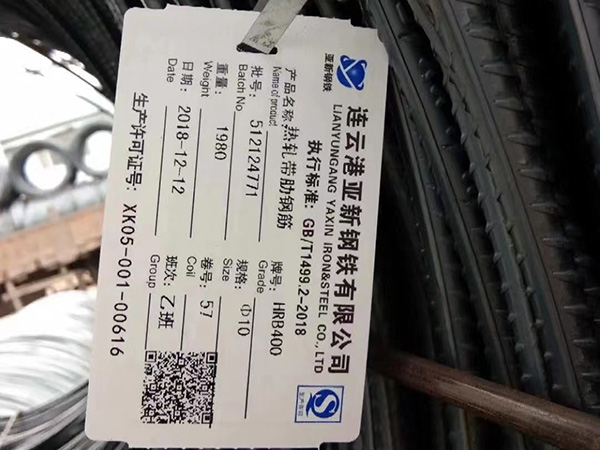 亚新钢铁
连云港亚新钢铁有限公司
LIANYUNGANG YAXIN IRON&STEEL CO.,LTD
执行标准: GB/T1499.2-2018
产品名称:热轧带肋钢筋
Name of product
牌号: HRB400
Grade
批号: 512124771
Batch No
规格: Φ10
Size
重量: 1980
Weight
卷号: 57
Coil
日期: 2018-12-12
Date
班次: 乙班
Group
生产许可证号: XK05-001-00616